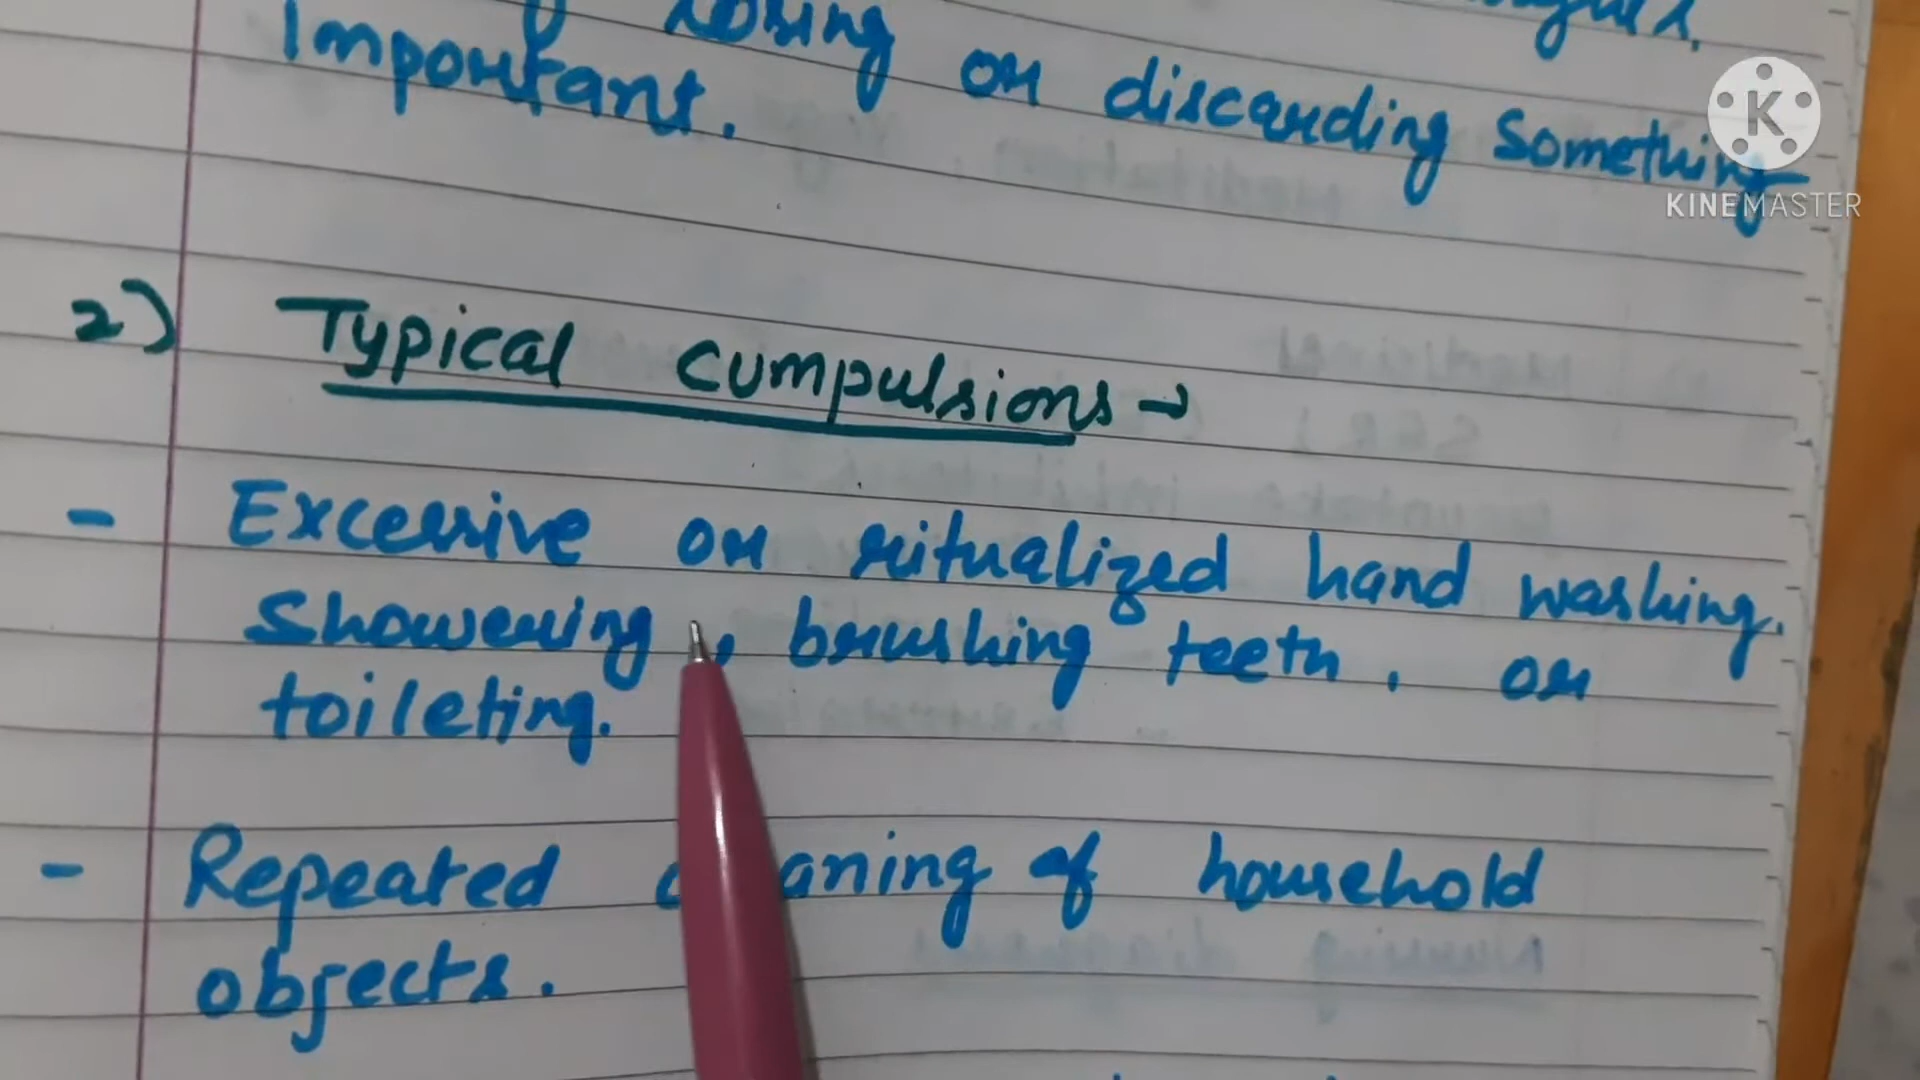 losing or discarding something
Important.
K
KINEMASTER
2) Typical Cumpulsions →
- Excessive or ritualized hand washing.
showering, brushing teeth, or
toileting.
- Repeated cleaning of household
objects.